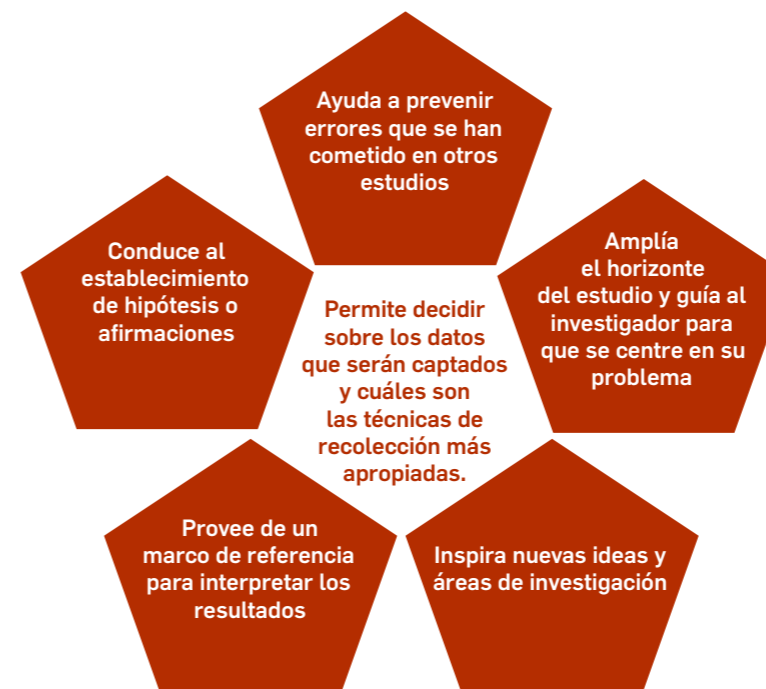 Ayuda a prevenir
errores que se han
cometido en otros
estudios
Conduce al
establecimiento
de hipótesis o
afirmaciones
Amplía
el horizonte
del estudio y guía al
investigador para
que se centre en su
problema
Permite decidir
sobre los datos
que serán captados
y cuáles son
las técnicas de
recolección más
apropiadas.
Provee de un
marco de referencia
para interpretar los
resultados
Inspira nuevas ideas y
áreas de investigación